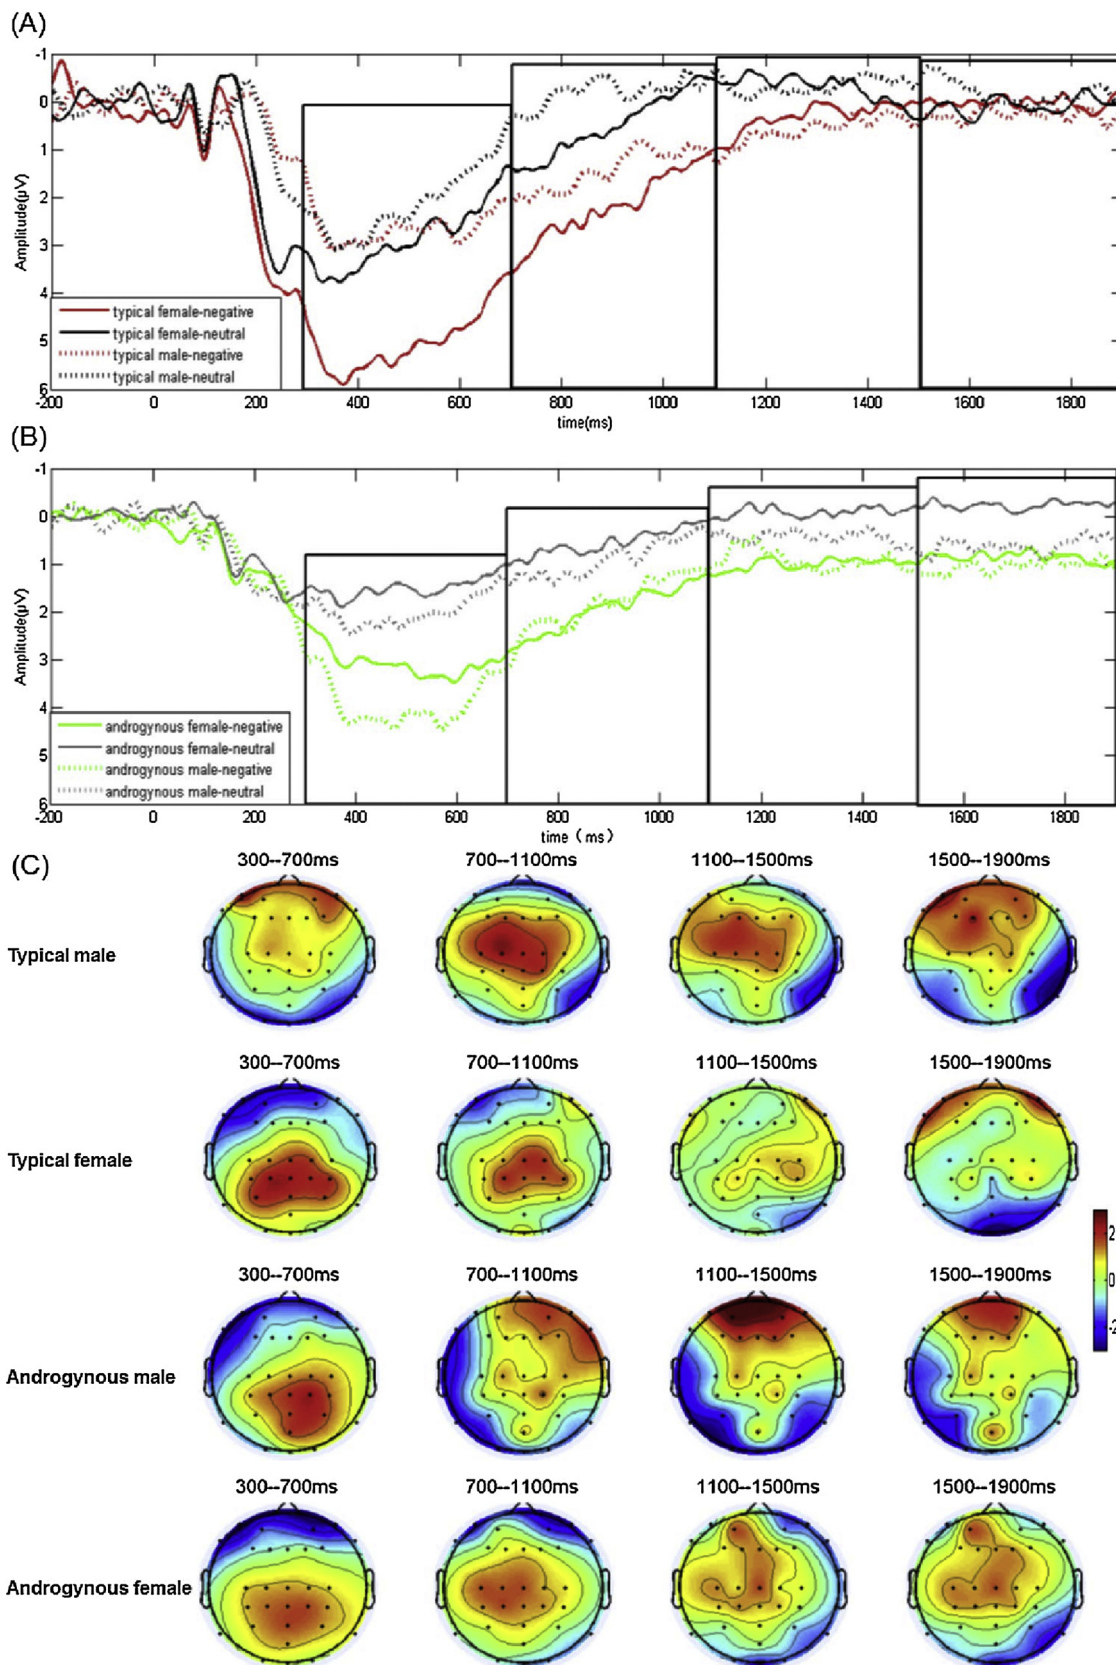 (A)
-1
0
1
2
3
4
5
6
Amplitude(μV)
typical female-negative
typical female-neutral
typical male-negative
typical male-neutral
-200 0 200 400 600 800 1000 1200 1400 1600 1800
time(ms)
(B)
-1
0
1
2
3
4
5
6
Amplitude(μV)
androgynous female-negative
androgynous female-neutral
androgynous male-negative
androgynous male-neutral
-200 0 200 400 600 800 1000 1200 1400 1600 1800
time（ms）
(C)
300--700ms 700--1100ms 1100--1500ms 1500--1900ms
Typical male
300--700ms 700--1100ms 1100--1500ms 1500--1900ms
Typical female
2
0
-2
300--700ms 700--1100ms 1100--1500ms 1500--1900ms
Androgynous male
300--700ms 700--1100ms 1100--1500ms 1500--1900ms
Androgynous female